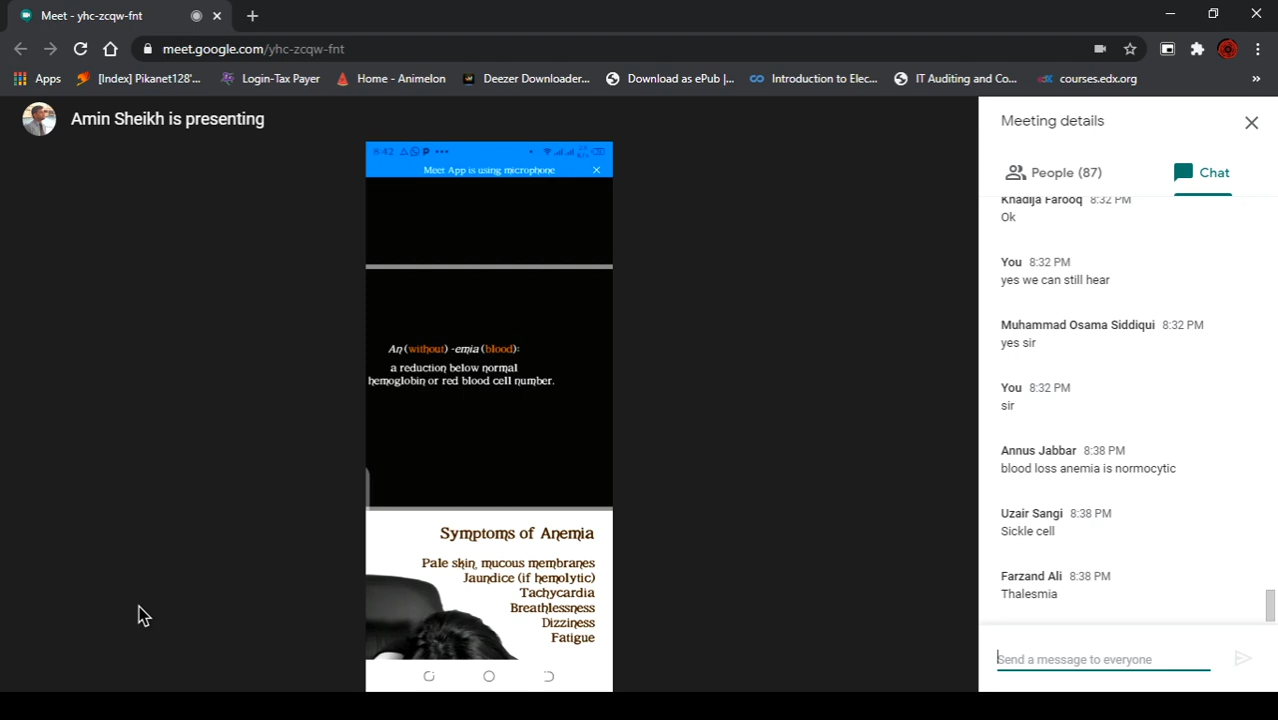 Meet - yhc-zcqw-fnt
meet.google.com/yhc-zcqw-fnt
Apps
[Index] Pikanet128'...
Login-Tax Payer
Home - Animelon
Deezer Downloader...
Download as ePub |...
Introduction to Elec...
IT Auditing and Co...
courses.edx.org
»
Amin Sheikh is presenting
8:42
Meet App is using microphone
An (without) -emia (blood):
a reduction below normal
hemoglobin or red blood cell number.
Symptoms of Anemia
Pale skin, mucous membranes
Jaundice (if hemolytic)
Tachycardia
Breathlessness
Dizziness
Fatigue
Meeting details
People (87)
Chat
Khadija Farooq 8:32 PM
Ok
You 8:32 PM
yes we can still hear
Muhammad Osama Siddiqui 8:32 PM
yes sir
You 8:32 PM
sir
Annus Jabbar 8:38 PM
blood loss anemia is normocytic
Uzair Sangi 8:38 PM
Sickle cell
Farzand Ali 8:38 PM
Thalesmia
Send a message to everyone